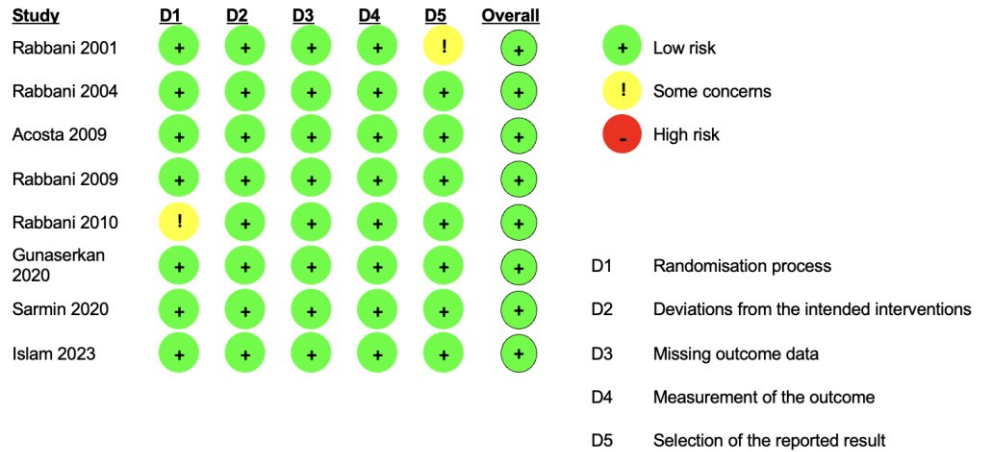 Study D1 D2 D3 D4 D5 Overall
Rabbani 2001 + + + + ! +
Rabbani 2004 + + + + + +
Acosta 2009 + + + + + +
Rabbani 2009 + + + + + +
Rabbani 2010 ! + + + + +
Gunaserkan
2020 + + + + + +
Sarmin 2020 + + + + + +
Islam 2023 + + + + + +
+ Low risk
! Some concerns
- High risk
D1 Randomisation process
D2 Deviations from the intended interventions
D3 Missing outcome data
D4 Measurement of the outcome
D5 Selection of the reported result